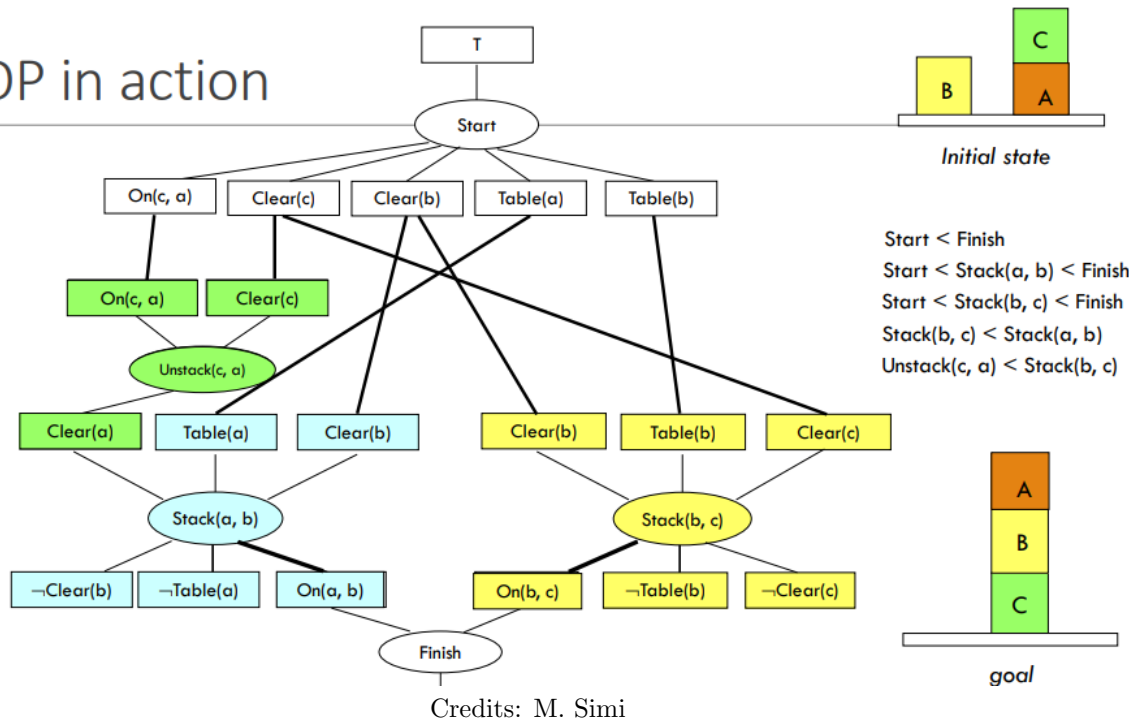 T
OP in action
Start
C
B
A
Initial state
On(c, a)
Clear(c)
Clear(b)
Table(a)
Table(b)
Start < Finish
Start < Stack(a, b) < Finish
Start < Stack(b, c) < Finish
Stack(b, c) < Stack(a, b)
Unstack(c, a) < Stack(b, c)
On(c, a)
Clear(c)
Unstack(c, a)
Clear(a)
Table(a)
Clear(b)
Clear(b)
Table(b)
Clear(c)
Stack(a, b)
Stack(b, c)
¬Clear(b)
¬Table(a)
On(a, b)
On(b, c)
¬Table(b)
¬Clear(c)
Finish
A
B
C
goal
Credits: M. Simi